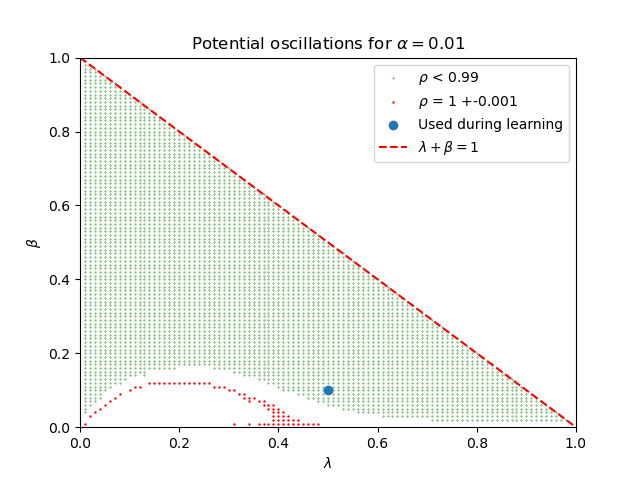 Potential oscillations for α = 0.01
ρ < 0.99
ρ = 1 +-0.001
Used during learning
λ + β = 1
1.0
0.8
0.6
0.4
0.2
0.0
β
0.0 0.2 0.4 0.6 0.8 1.0
λ